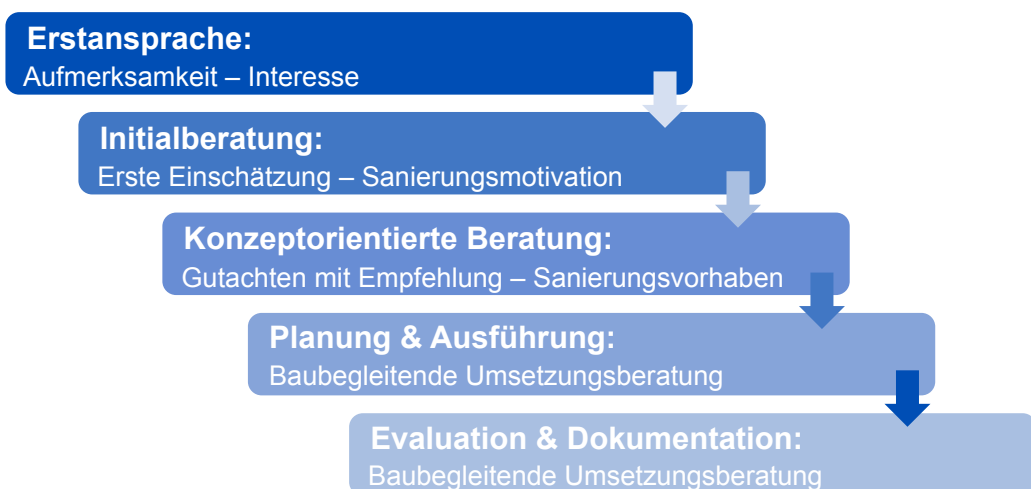 Erstansprache:
Aufmerksamkeit – Interesse
Initialberatung:
Erste Einschätzung – Sanierungsmotivation
Konzeptorientierte Beratung:
Gutachten mit Empfehlung – Sanierungsvorhaben
Planung & Ausführung:
Baubegleitende Umsetzungsberatung
Evaluation & Dokumentation:
Baubegleitende Umsetzungsberatung